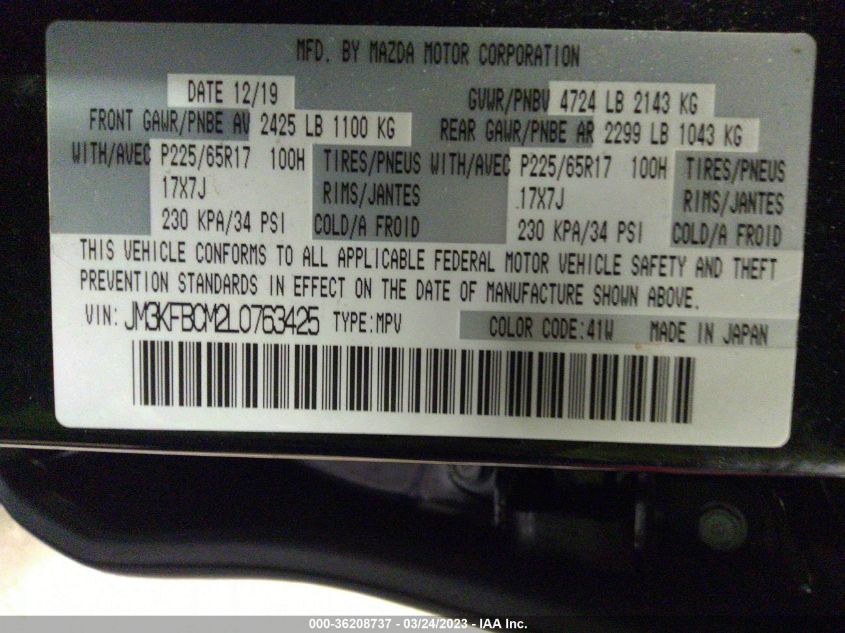 MFD. BY MAZDA MOTOR CORPORATION
DATE 12/19 GVWR/PNBV 4724 LB 2143 KG
FRONT GAWR/PNBE AV 2425 LB 1100 KG REAR GAWR/PNBE AR 2299 LB 1043 KG
WITH/AVEC P225/65R17 100H TIRES/PNEUS WITH/AVEC P225/65R17 100H TIRES/PNEUS
17X7J RIMS/JANTES 17X7J RIMS/JANTES
230 KPA/34 PSI COLD/A FROID 230 KPA/34 PSI COLD/A FROID
THIS VEHICLE CONFORMS TO ALL APPLICABLE FEDERAL MOTOR VEHICLE SAFETY AND THEFT
PREVENTION STANDARDS IN EFFECT ON THE DATE OF MANUFACTURE SHOWN ABOVE.
VIN: JM3KFBCM2L0763425 TYPE:MPV COLOR CODE:41W MADE IN JAPAN
000-36208737 - 03/24/2023 - IAA Inc.